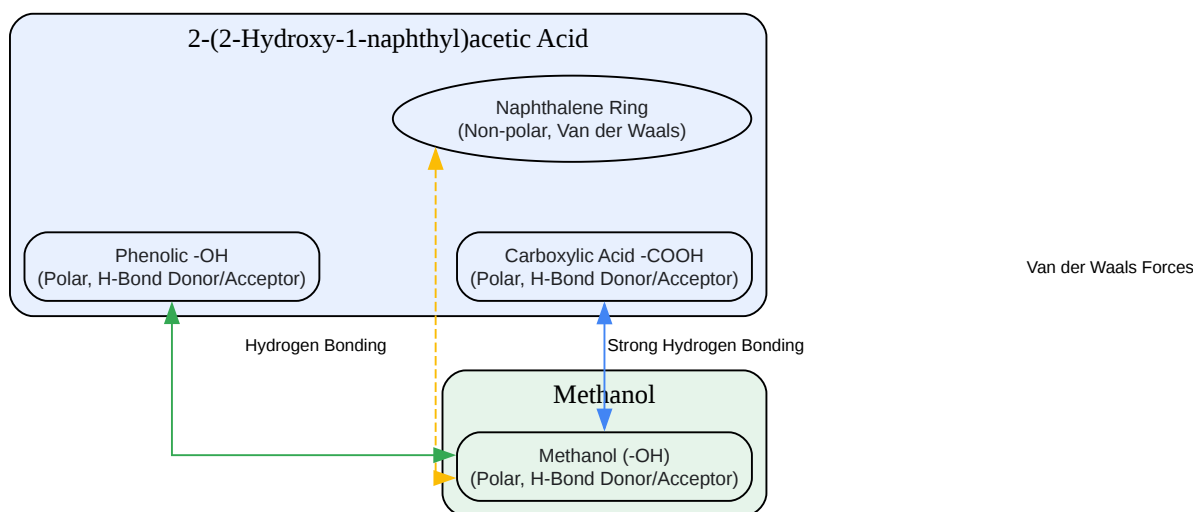 2-(2-Hydroxy-1-naphthyl)acetic Acid
Naphthalene Ring
(Non-polar, Van der Waals)
Phenolic -OH
(Polar, H-Bond Donor/Acceptor)
Carboxylic Acid -COOH
(Polar, H-Bond Donor/Acceptor)
Van der Waals Forces
Hydrogen Bonding
Strong Hydrogen Bonding
Methanol
Methanol (-OH)
(Polar, H-Bond Donor/Acceptor)